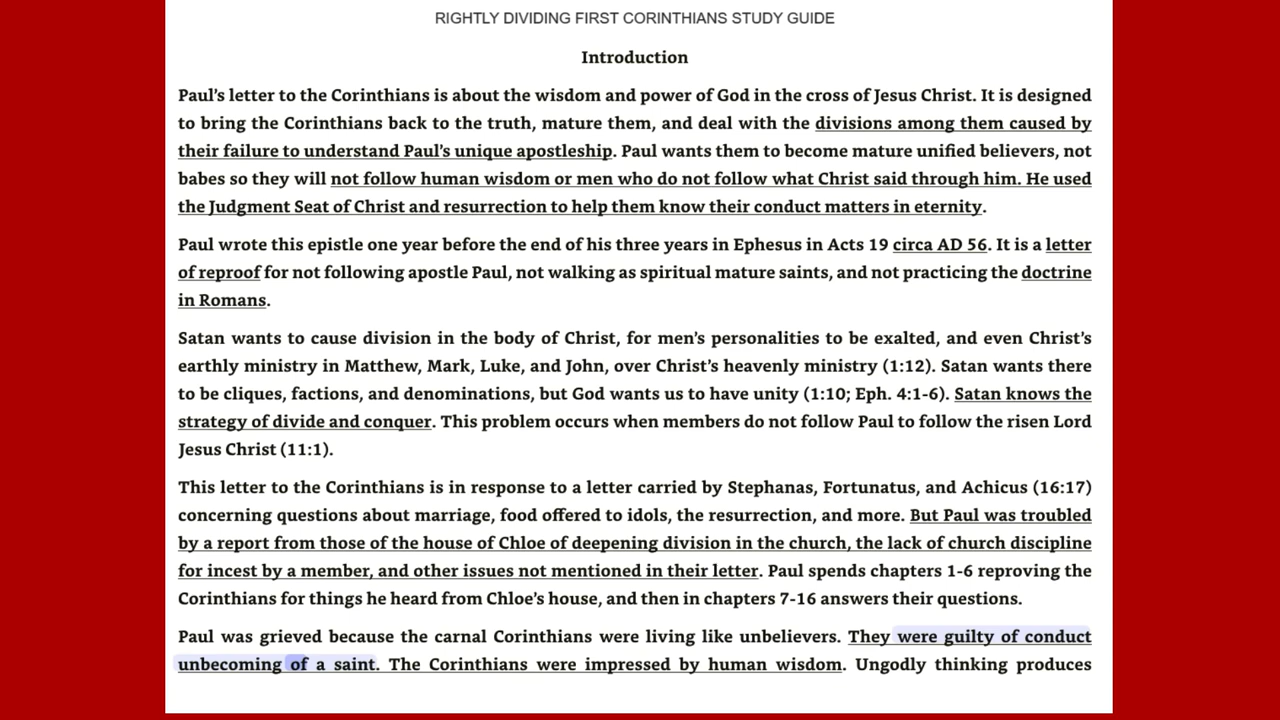 RIGHTLY DIVIDING FIRST CORINTHIANS STUDY GUIDE
Introduction
Paul's letter to the Corinthians is about the wisdom and power of God in the cross of Jesus Christ. It is designed
to bring the Corinthians back to the truth, mature them, and deal with the divisions among them caused by
their failure to understand Paul's unique apostleship. Paul wants them to become mature unified believers, not
babes so they will not follow human wisdom or men who do not follow what Christ said through him. He used
the Judgment Seat of Christ and resurrection to help them know their conduct matters in eternity.
Paul wrote this epistle one year before the end of his three years in Ephesus in Acts 19 circa AD 56. It is a letter
of reproof for not following apostle Paul, not walking as spiritual mature saints, and not practicing the doctrine
in Romans.
Satan wants to cause division in the body of Christ, for men's personalities to be exalted, and even Christ's
earthly ministry in Matthew, Mark, Luke, and John, over Christ's heavenly ministry (1:12). Satan wants there
to be cliques, factions, and denominations, but God wants us to have unity (1:10; Eph. 4:1-6). Satan knows the
strategy of divide and conquer. This problem occurs when members do not follow Paul to follow the risen Lord
Jesus Christ (11:1).
This letter to the Corinthians is in response to a letter carried by Stephanas, Fortunatus, and Achicus (16:17)
concerning questions about marriage, food offered to idols, the resurrection, and more. But Paul was troubled
by a report from those of the house of Chloe of deepening division in the church, the lack of church discipline
for incest by a member, and other issues not mentioned in their letter. Paul spends chapters 1-6 reproving the
Corinthians for things he heard from Chloe's house, and then in chapters 7-16 answers their questions.
Paul was grieved because the carnal Corinthians were living like unbelievers. They were guilty of conduct
unbecoming of a saint. The Corinthians were impressed by human wisdom. Ungodly thinking produces